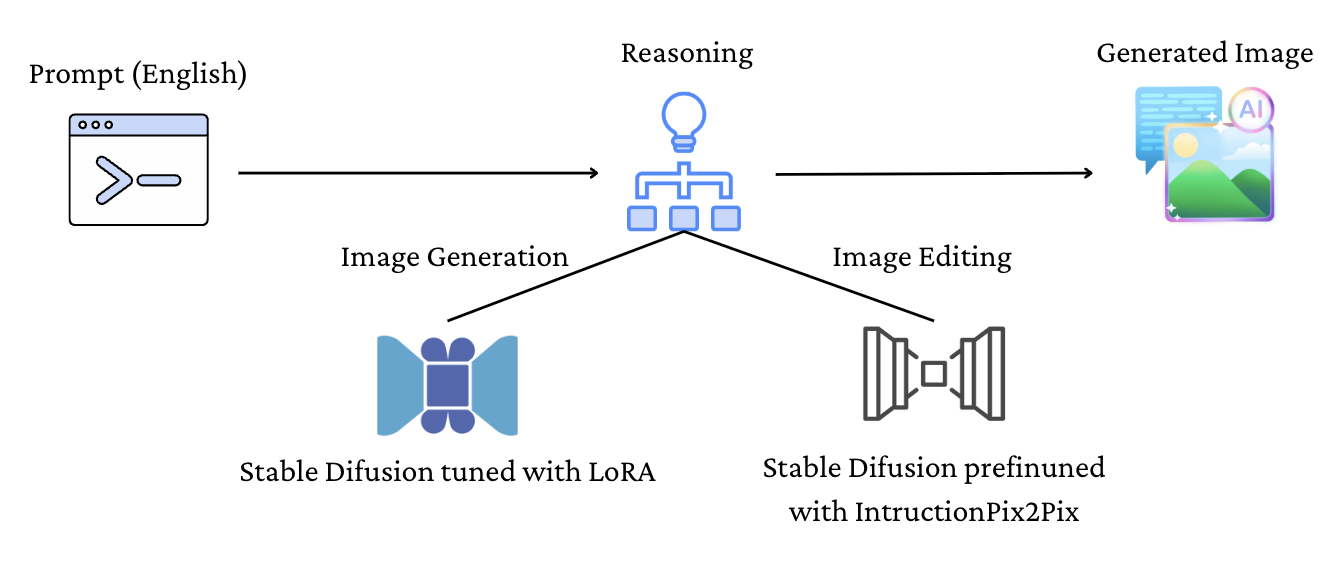 Prompt (English)
Reasoning
Generated Image
AI
Image Generation
Image Editing
Stable Difusion tuned with LoRA
Stable Difusion prefinuned
with IntructionPix2Pix